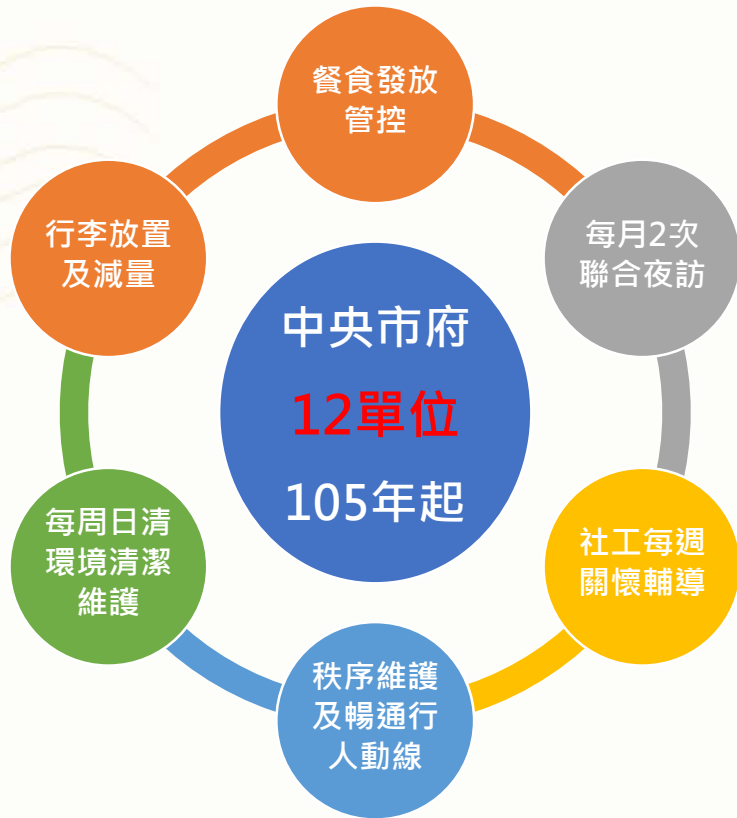 餐食發放
管控
行李放置
及減量
每月2次
聯合夜訪
中央市府
12單位
105年起
每周日清
環境清潔
維護
社工每週
關懷輔導
秩序維護
及暢通行
人動線